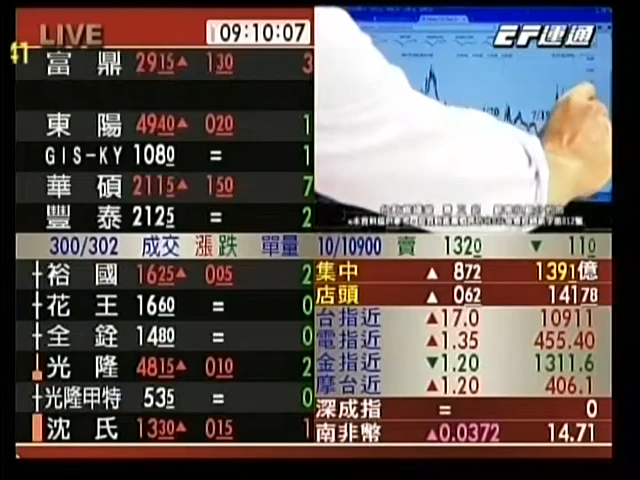 LIVE 09:10:07
41
富鼎 2915▲ 130 3
東陽 4940▲ 020 1
GIS-KY 1080 = 1
華碩 2115▲ 150 7
豐泰 2125 = 2
300/302 成交 漲跌 單量
裕國 1625▲ 005 2
花王 1660 = 0
全銓 1480 = 0
光隆 4815▲ 010 2
光隆甲特 535 = 0
沈氏 1330▲ 015 1
EF運通
10/10900 賣 1320 ▼ 110
集中 ▲ 872 1391億
店頭 ▲ 062 14178
台指近 ▲17.0 10911
電指近 ▲1.35 455.40
金指近 ▼1.20 1311.6
摩台近 ▲1.20 406.1
深成指 = 0
南非幣 ▲0.0372 14.71